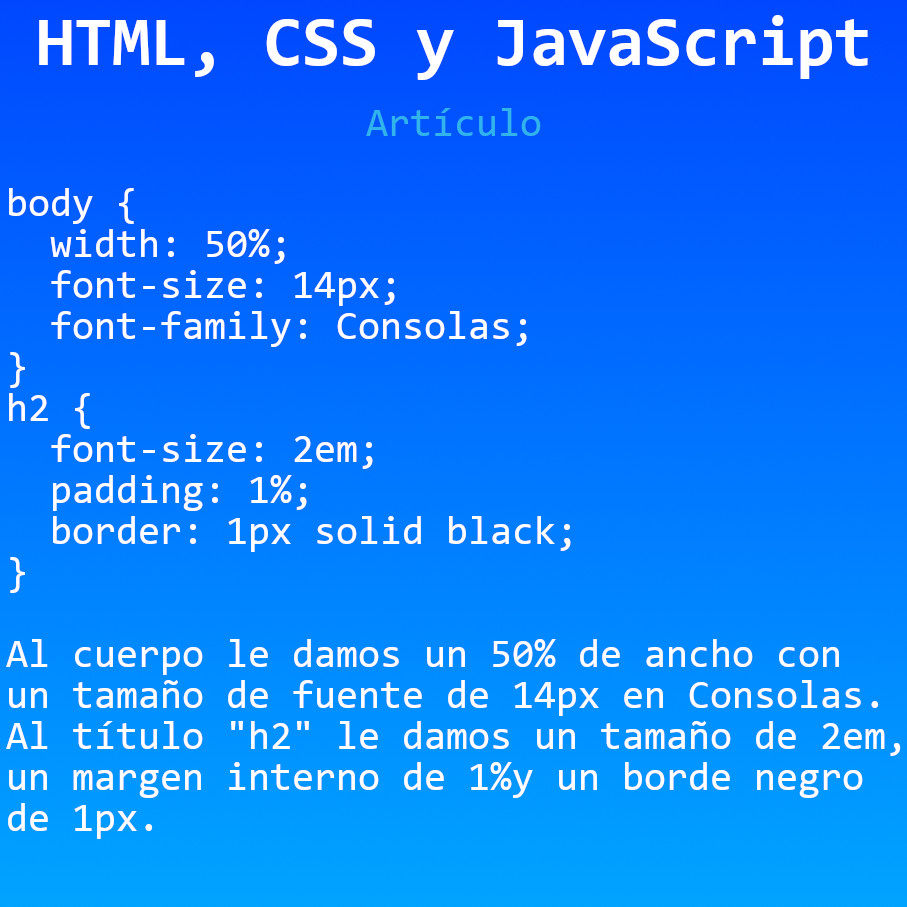 HTML, CSS y JavaScript
Artículo
body {
  width: 50%;
  font-size: 14px;
  font-family: Consolas;
}
h2 {
  font-size: 2em;
  padding: 1%;
  border: 1px solid black;
}
Al cuerpo le damos un 50% de ancho con
un tamaño de fuente de 14px en Consolas.
Al título "h2" le damos un tamaño de 2em,
un margen interno de 1%y un borde negro
de 1px.